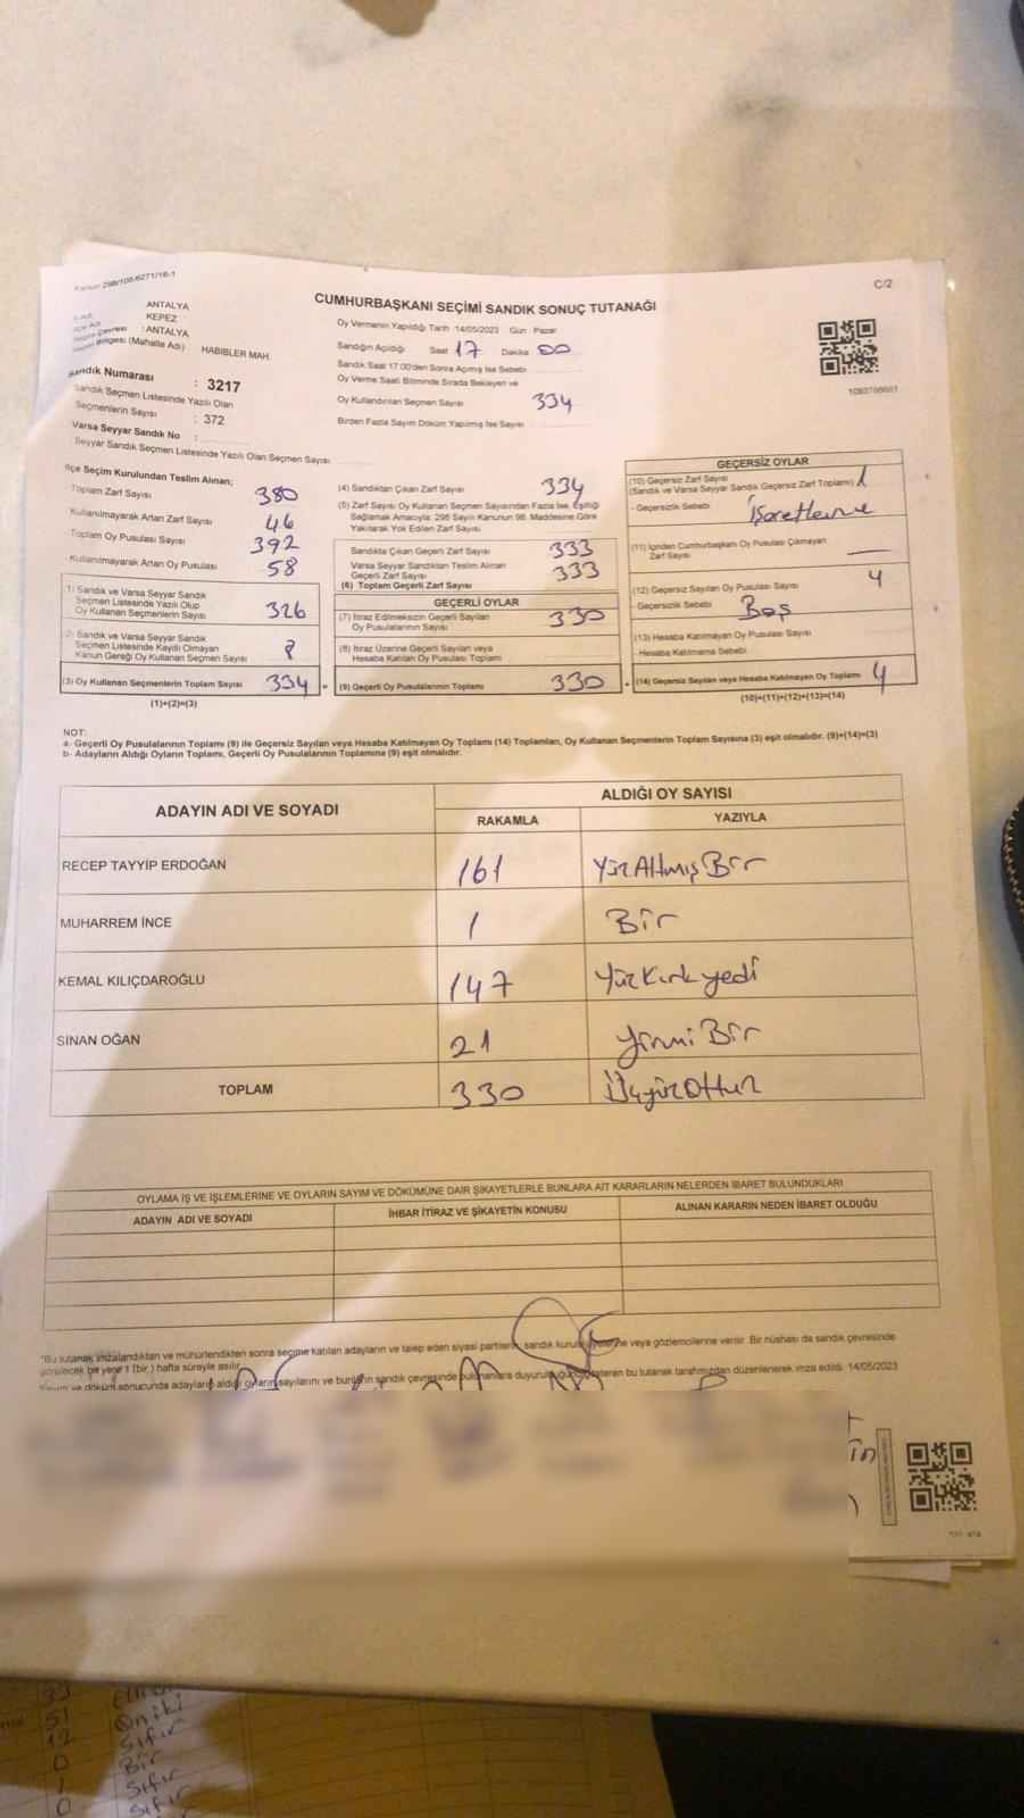 Kanun 298/105-6271/16-1
C/2
CUMHURBAŞKANI SEÇİMİ SANDIK SONUÇ TUTANAĞI
ANTALYA
KEPEZ
: ANTALYA
(Mahalle Adı) HABIBLER MAH.
Sandık Numarası : 3217
Sandık Seçmen Listesinde Yazılı Olan
Seçmenlerin Sayısı : 372
Varsa Seyyar Sandık No :
Seyyar Sandık Seçmen Listesinde Yazılı Olan Seçmen Sayısı
Oy Vermenin Yapıldığı Tarih 14/05/2023 Gün Pazar
Sandığın Açıldığı Saat 17 Dakika 00
Sandık Saat 17.00'den Sonra Açılmış İse Sebebi
Oy Verme Saati Bitiminde Sırada Bekleyen ve
Oy Kullandırılan Seçmen Sayısı 334
Birden Fazla Sayım Döküm Yapılmış İse Sayısı
İlçe Seçim Kurulundan Teslim Alınan;
Toplam Zarf Sayısı 380
Kullanılmayarak Artan Zarf Sayısı 46
Toplam Oy Pusulası Sayısı 392
Kullanılmayarak Artan Oy Pusulası 58
1) Sandık ve Varsa Seyyar Sandık
Seçmen Listesinde Yazılı Olup
Oy Kullanan Seçmenlerin Sayısı 326
2) Sandık ve Varsa Seyyar Sandık
Seçmen Listesinde Kayıtlı Olmayan
Kanun Gereği Oy Kullanan Seçmen Sayısı 8
(3) Oy Kullanan Seçmenlerin Toplam Sayısı 334 =
(1)+(2)=(3)
(4) Sandıktan Çıkan Zarf Sayısı 334
(5) Zarf Sayısı Oy Kullanan Seçmen Sayısından Fazla İse, Eşitliği
Sağlamak Amacıyla; 298 Sayılı Kanunun 98. Maddesine Göre
Yakılarak Yok Edilen Zarf Sayısı
Sandıkta Çıkan Geçerli Zarf Sayısı 333
Varsa Seyyar Sandıktan Teslim Alınan
Geçerli Zarf Sayısı 333
(6) Toplam Geçerli Zarf Sayısı
GEÇERLİ OYLAR
(7) İtiraz Edilmeksizin Geçerli Sayılan
Oy Pusulalarının Sayısı 330
(8) İtiraz Üzerine Geçerli Sayılan veya
Hesaba Katılan Oy Pusulası Toplamı
(9) Geçerli Oy Pusulalarının Toplamı 330 +
GEÇERSİZ OYLAR
(10) Geçersiz Zarf Sayısı
(Sandık ve Varsa Seyyar Sandık Geçersiz Zarf Toplamı) 1
- Geçersizlik Sebebi İşaretleme
(11) İçinden Cumhurbaşkanı Oy Pusulası Çıkmayan
Zarf Sayısı —
(12) Geçersiz Sayılan Oy Pusulası Sayısı 4
- Geçersizlik Sebebi Boş
(13) Hesaba Katılmayan Oy Pusulası Sayısı
- Hesaba Katılmama Sebebi
(14) Geçersiz Sayılan veya Hesaba Katılmayan Oy Toplamı 4
(10)+(11)+(12)+(13)=(14)
NOT:
a- Geçerli Oy Pusulalarının Toplamı (9) ile Geçersiz Sayılan veya Hesaba Katılmayan Oy Toplamı (14) Toplamları, Oy Kullanan Seçmenlerin Toplam Sayısına (3) eşit olmalıdır. (9)+(14)=(3)
b- Adayların Aldığı Oyların Toplamı, Geçerli Oy Pusulalarının Toplamına (9) eşit olmalıdır.
ADAYIN ADI VE SOYADI ALDIĞI OY SAYISI
RAKAMLA YAZIYLA
RECEP TAYYİP ERDOĞAN 161 YüzAltmışBir
MUHARREM İNCE 1 Bir
KEMAL KILIÇDAROĞLU 147 YüzKırkyedi
SİNAN OĞAN 21 yirmi Bir
TOPLAM 330 ÜçyüzOtuz
OYLAMA İŞ VE İŞLEMLERİNE VE OYLARIN SAYIM VE DÖKÜMÜNE DAİR ŞİKAYETLERLE BUNLARA AİT KARARLARIN NELERDEN İBARET BULUNDUKLARI
ADAYIN ADI VE SOYADI İHBAR İTİRAZ VE ŞİKAYETİN KONUSU ALINAN KARARIN NEDEN İBARET OLDUĞU
"Bu tutanak imzalandıktan ve mühürlendikten sonra seçime katılan adayların ve talep eden siyasi partilerin sandık kurulu veya gözlemcilerine verilir. Bir nüshası da sandık çevresinde
görülecek bir yere 1 (bir) hafta süreyle asılır.
ve döküm sonucunda adayların aldığı oyların sayılarını ve bunların sandık çevresinde bulunanlara bu tutanak tarafımızdan düzenlenerek imza edildi. 14/05/2023
in
51 Oniki
12 Sıfır
0 Bir
1 Sıfır
0 Sıfır